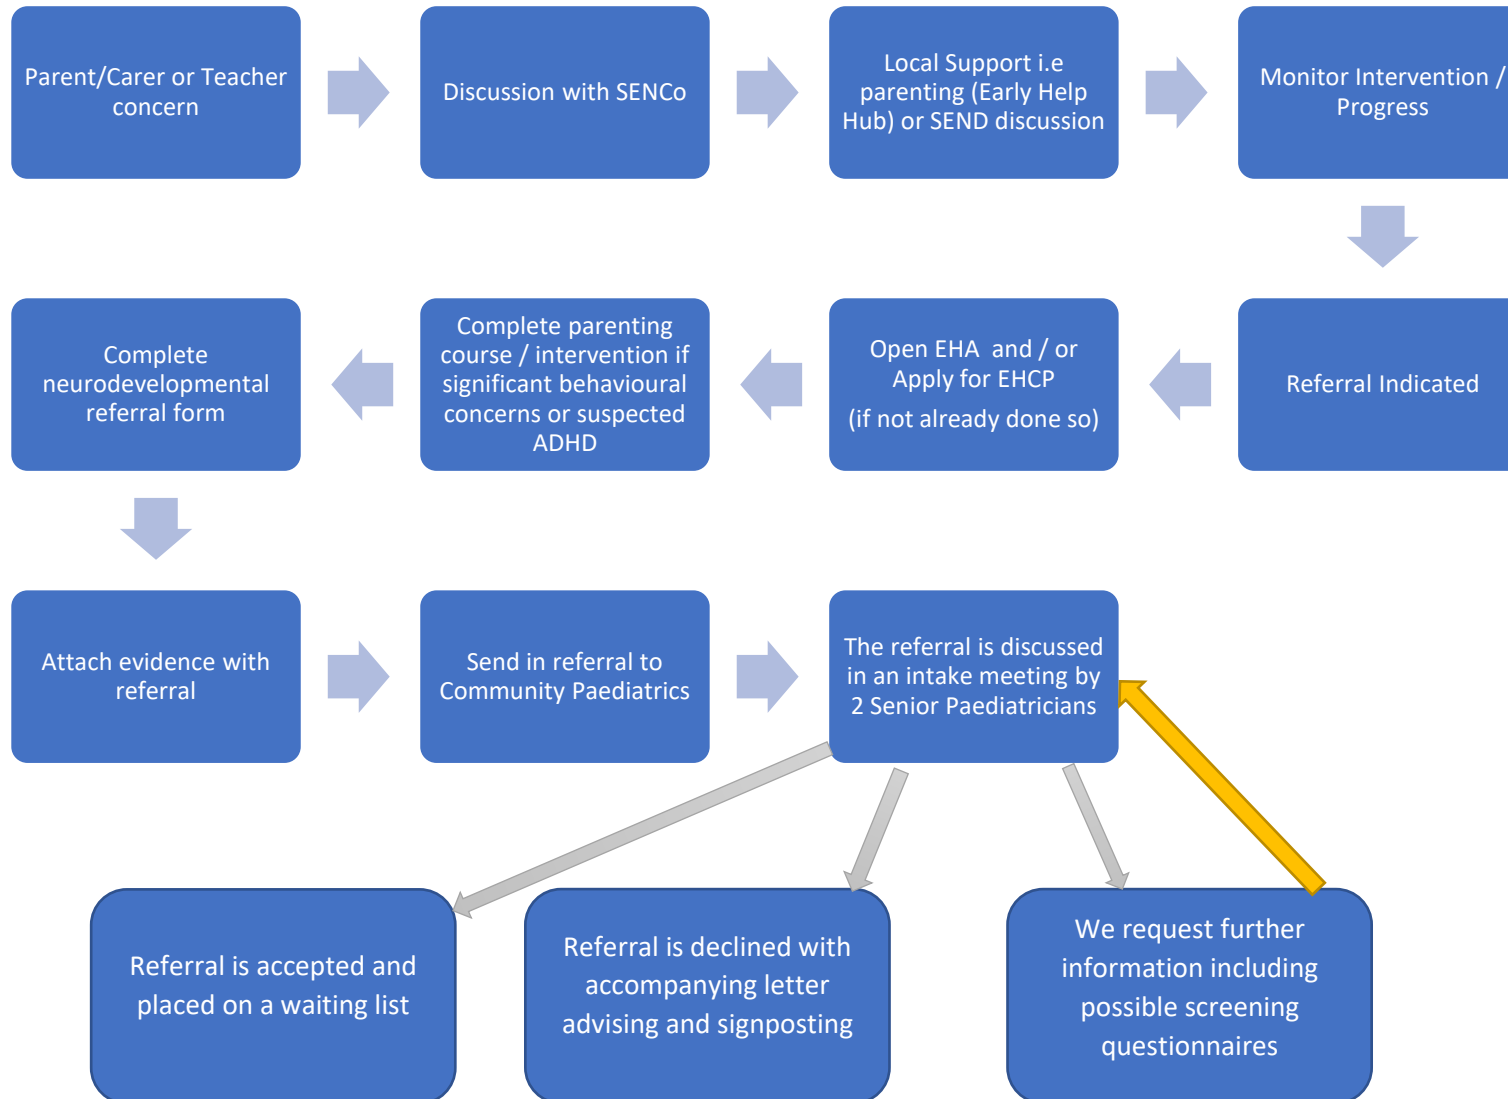 Parent/Carer or Teacher
concern
Discussion with SENCo
Local Support i.e
parenting (Early Help
Hub) or SEND discussion
Monitor Intervention /
Progress
Complete
neurodevelopmental
referral form
Complete parenting
course / intervention if
significant behavioural
concerns or suspected
ADHD
Open EHA  and / or
Apply for EHCP
(if not already done so)
Referral Indicated
Attach evidence with
referral
Send in referral to
Community Paediatrics
The referral is discussed
in an intake meeting by
2 Senior Paediatricians
Referral is accepted and
placed on a waiting list
Referral is declined with
accompanying letter
advising and signposting
We request further
information including
possible screening
questionnaires